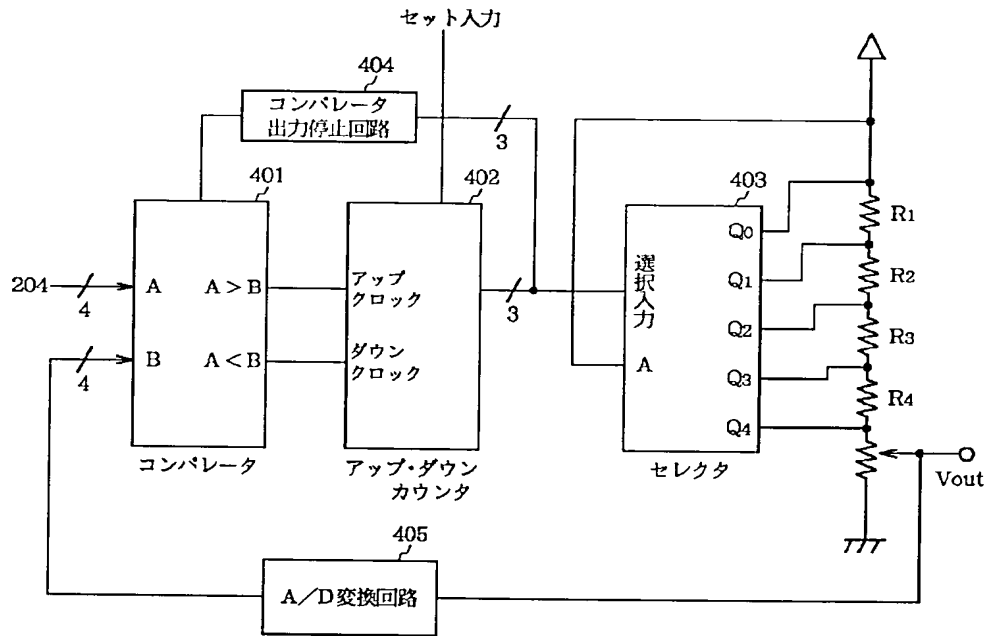 セット入力
404
コンパレータ
出力停止回路
3
401
402
403
204
4
A
A>B
B
A<B
4
コンパレータ
アップ
クロック
ダウン
クロック
アップ・ダウン
カウンタ
3
選択入力
A
Q0
Q1
Q2
Q3
Q4
セレクタ
R1
R2
R3
R4
Vout
405
A/D変換回路